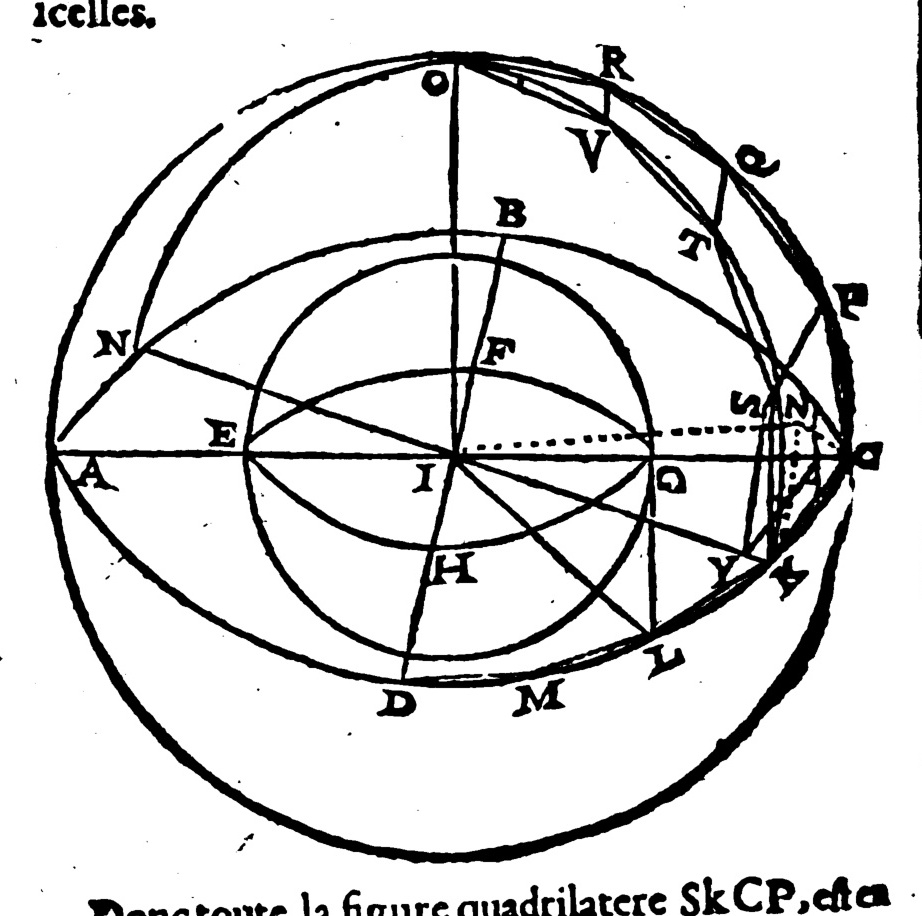 icelles.
O R
V Q
B T
P
N F
S Z
E
A I G C
H Y K
L
D M
Donc toute la figure quadrilatere SkCP, est en